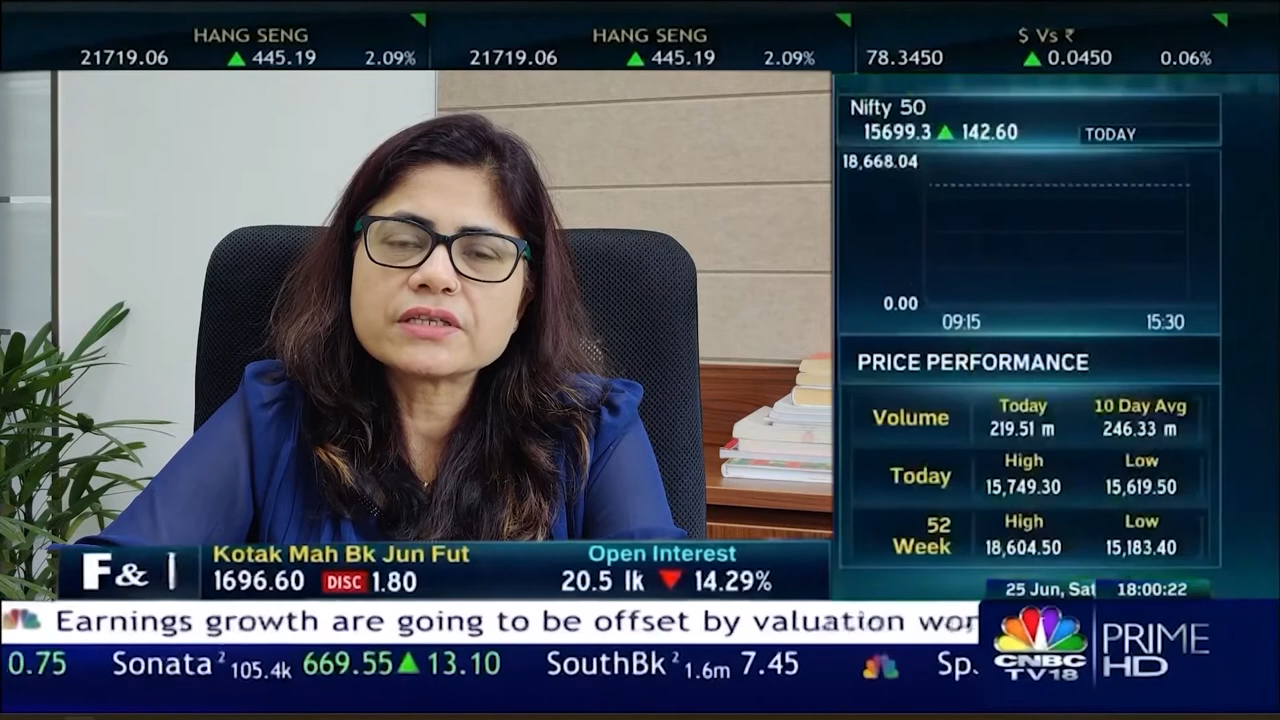 HANG SENG
21719.06 ▲ 445.19 2.09%
HANG SENG
21719.06 ▲ 445.19 2.09%
$ Vs ₹
78.3450 ▲ 0.0450 0.06%
Nifty 50
15699.3 ▲ 142.60 TODAY
18,668.04
0.00
09:15 15:30
PRICE PERFORMANCE
Volume Today 10 Day Avg
219.51 m 246.33 m
Today High Low
15,749.30 15,619.50
52 Week High Low
18,604.50 15,183.40
25 Jun, Sat 18:00:22
F&
Kotak Mah Bk Jun Fut Open Interest
1696.60 DISC 1.80 20.5 lk ▼ 14.29%
Earnings growth are going to be offset by valuation wor
0.75 Sonata² 105.4k 669.55 ▲ 13.10 SouthBk² 1.6m 7.45 Sp.
CNBC
TV18
PRIME
HD